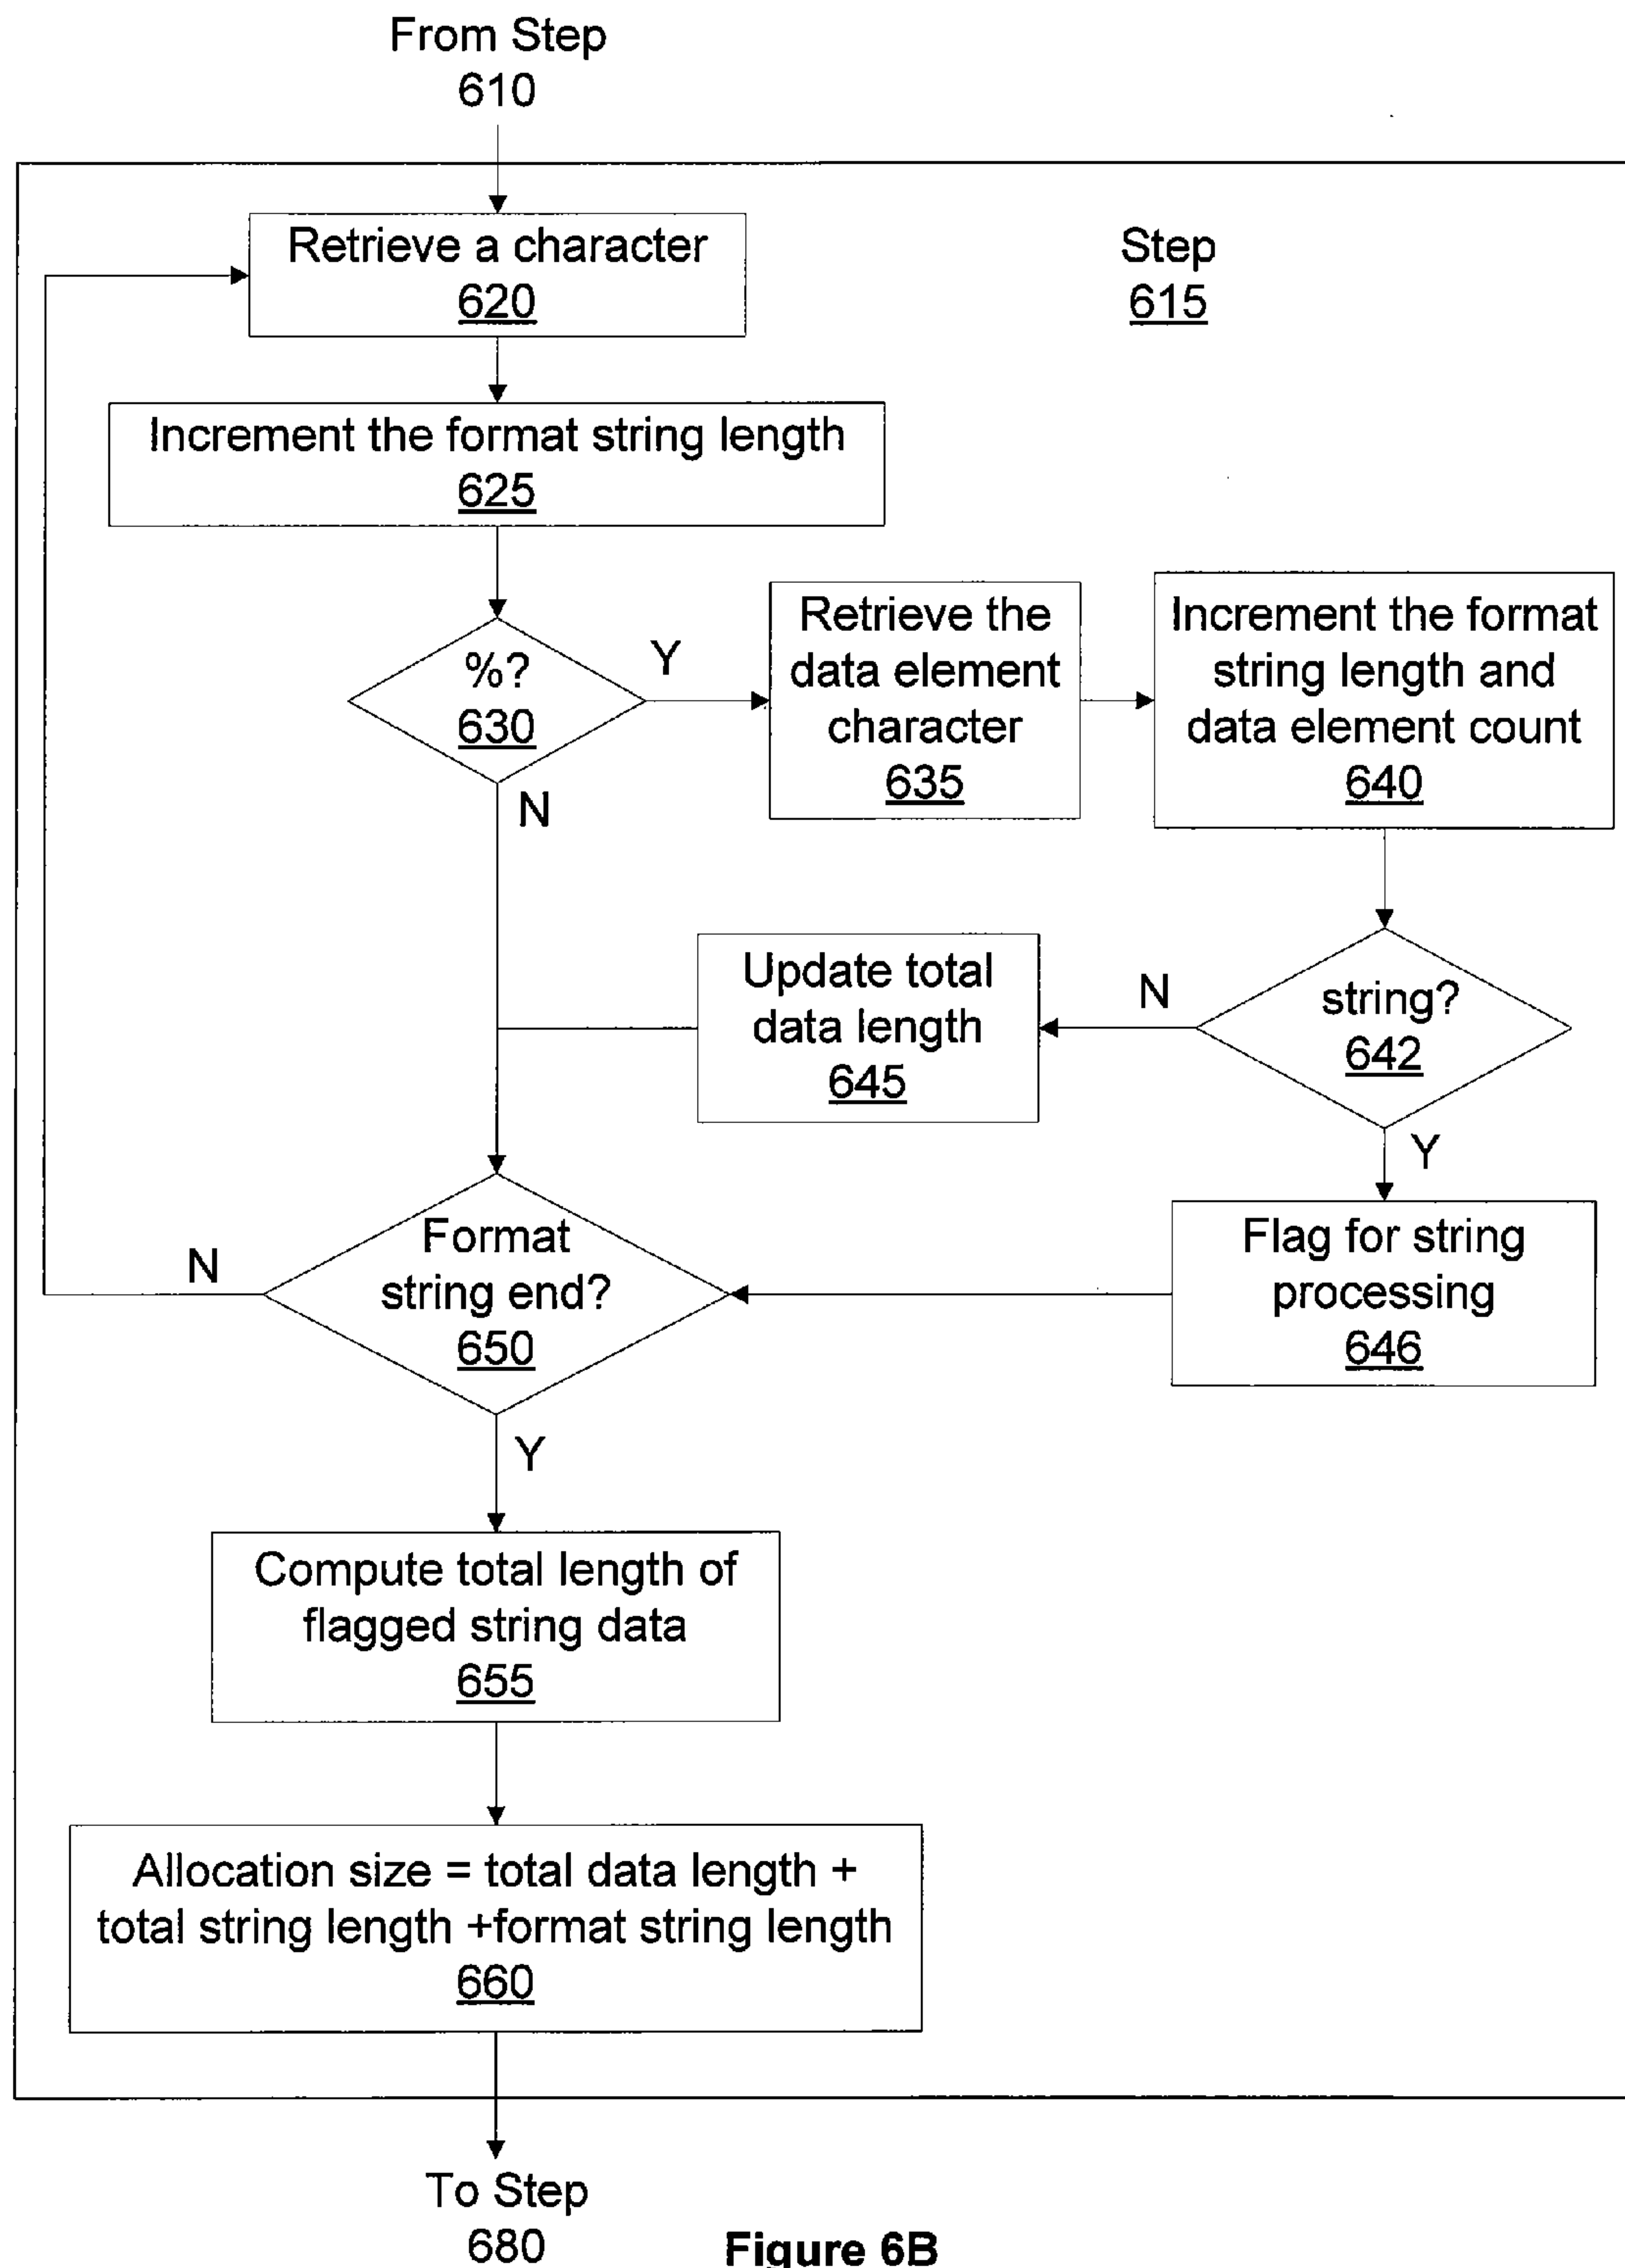 From Step
610
Retrieve a character
620
Step
615
Increment the format string length
625
%?
630
Y
N
Retrieve the
data element
character
635
Increment the format
string length and
data element count
640
string?
642
N
Y
Update total
data length
645
Flag for string
processing
646
Format
string end?
650
N
Y
Compute total length of
flagged string data
655
Allocation size = total data length +
total string length +format string length
660
To Step
680
Figure 6B